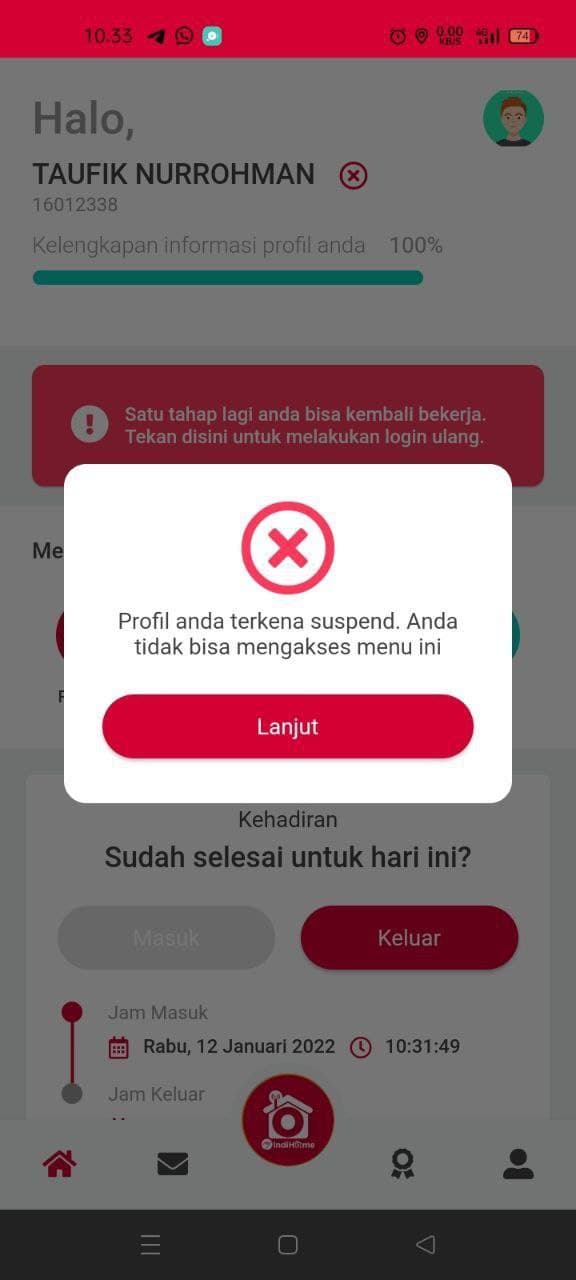 10.33
0.00
KB/S
4G
74
Halo,
TAUFIK NURROHMAN
16012338
Kelengkapan informasi profil anda 100%
Satu tahap lagi anda bisa kembali bekerja.
Tekan disini untuk melakukan login ulang.
Me
Profil anda terkena suspend. Anda
tidak bisa mengakses menu ini
Lanjut
Kehadiran
Sudah selesai untuk hari ini?
Masuk
Keluar
Jam Masuk
Rabu, 12 Januari 2022 10:31:49
Jam Keluar
IndiHome